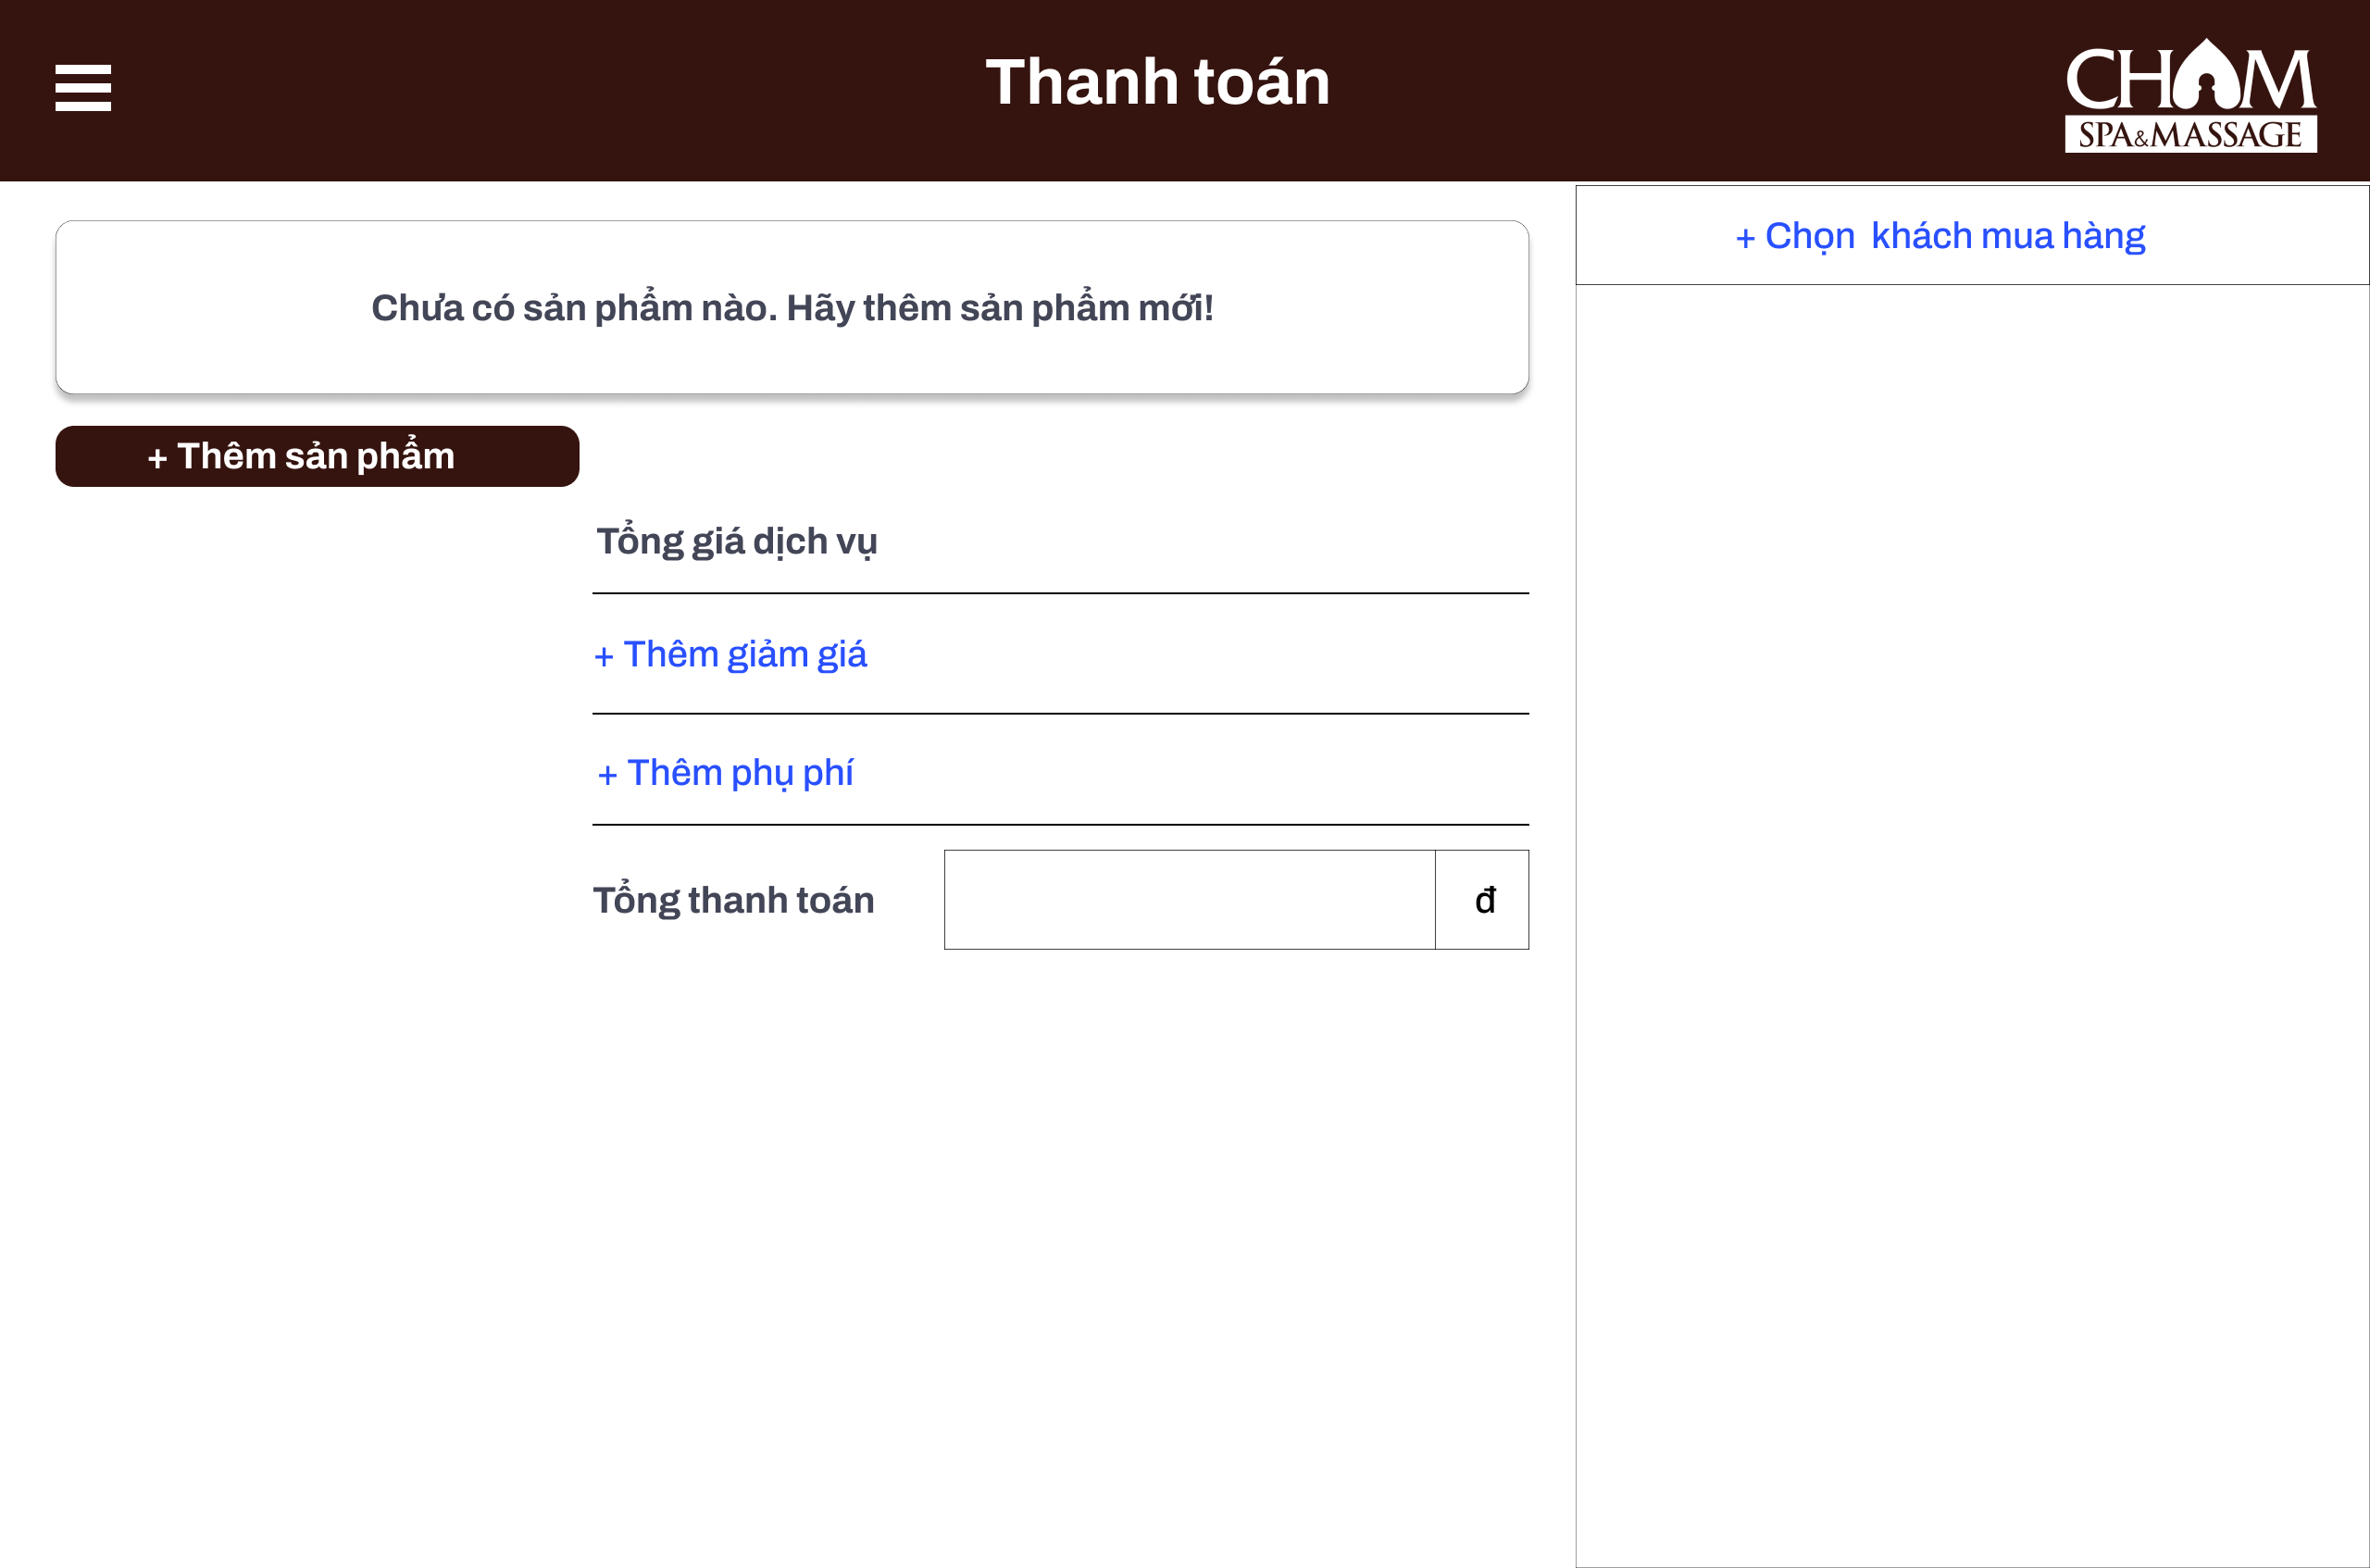 Thanh toán
CHAM
SPA&MASSAGE
+ Chọn khách mua hàng
Chưa có sản phẩm nào. Hãy thêm sản phẩm mới!
+ Thêm sản phẩm
Tổng giá dịch vụ
+ Thêm giảm giá
+ Thêm phụ phí
Tổng thanh toán
đ